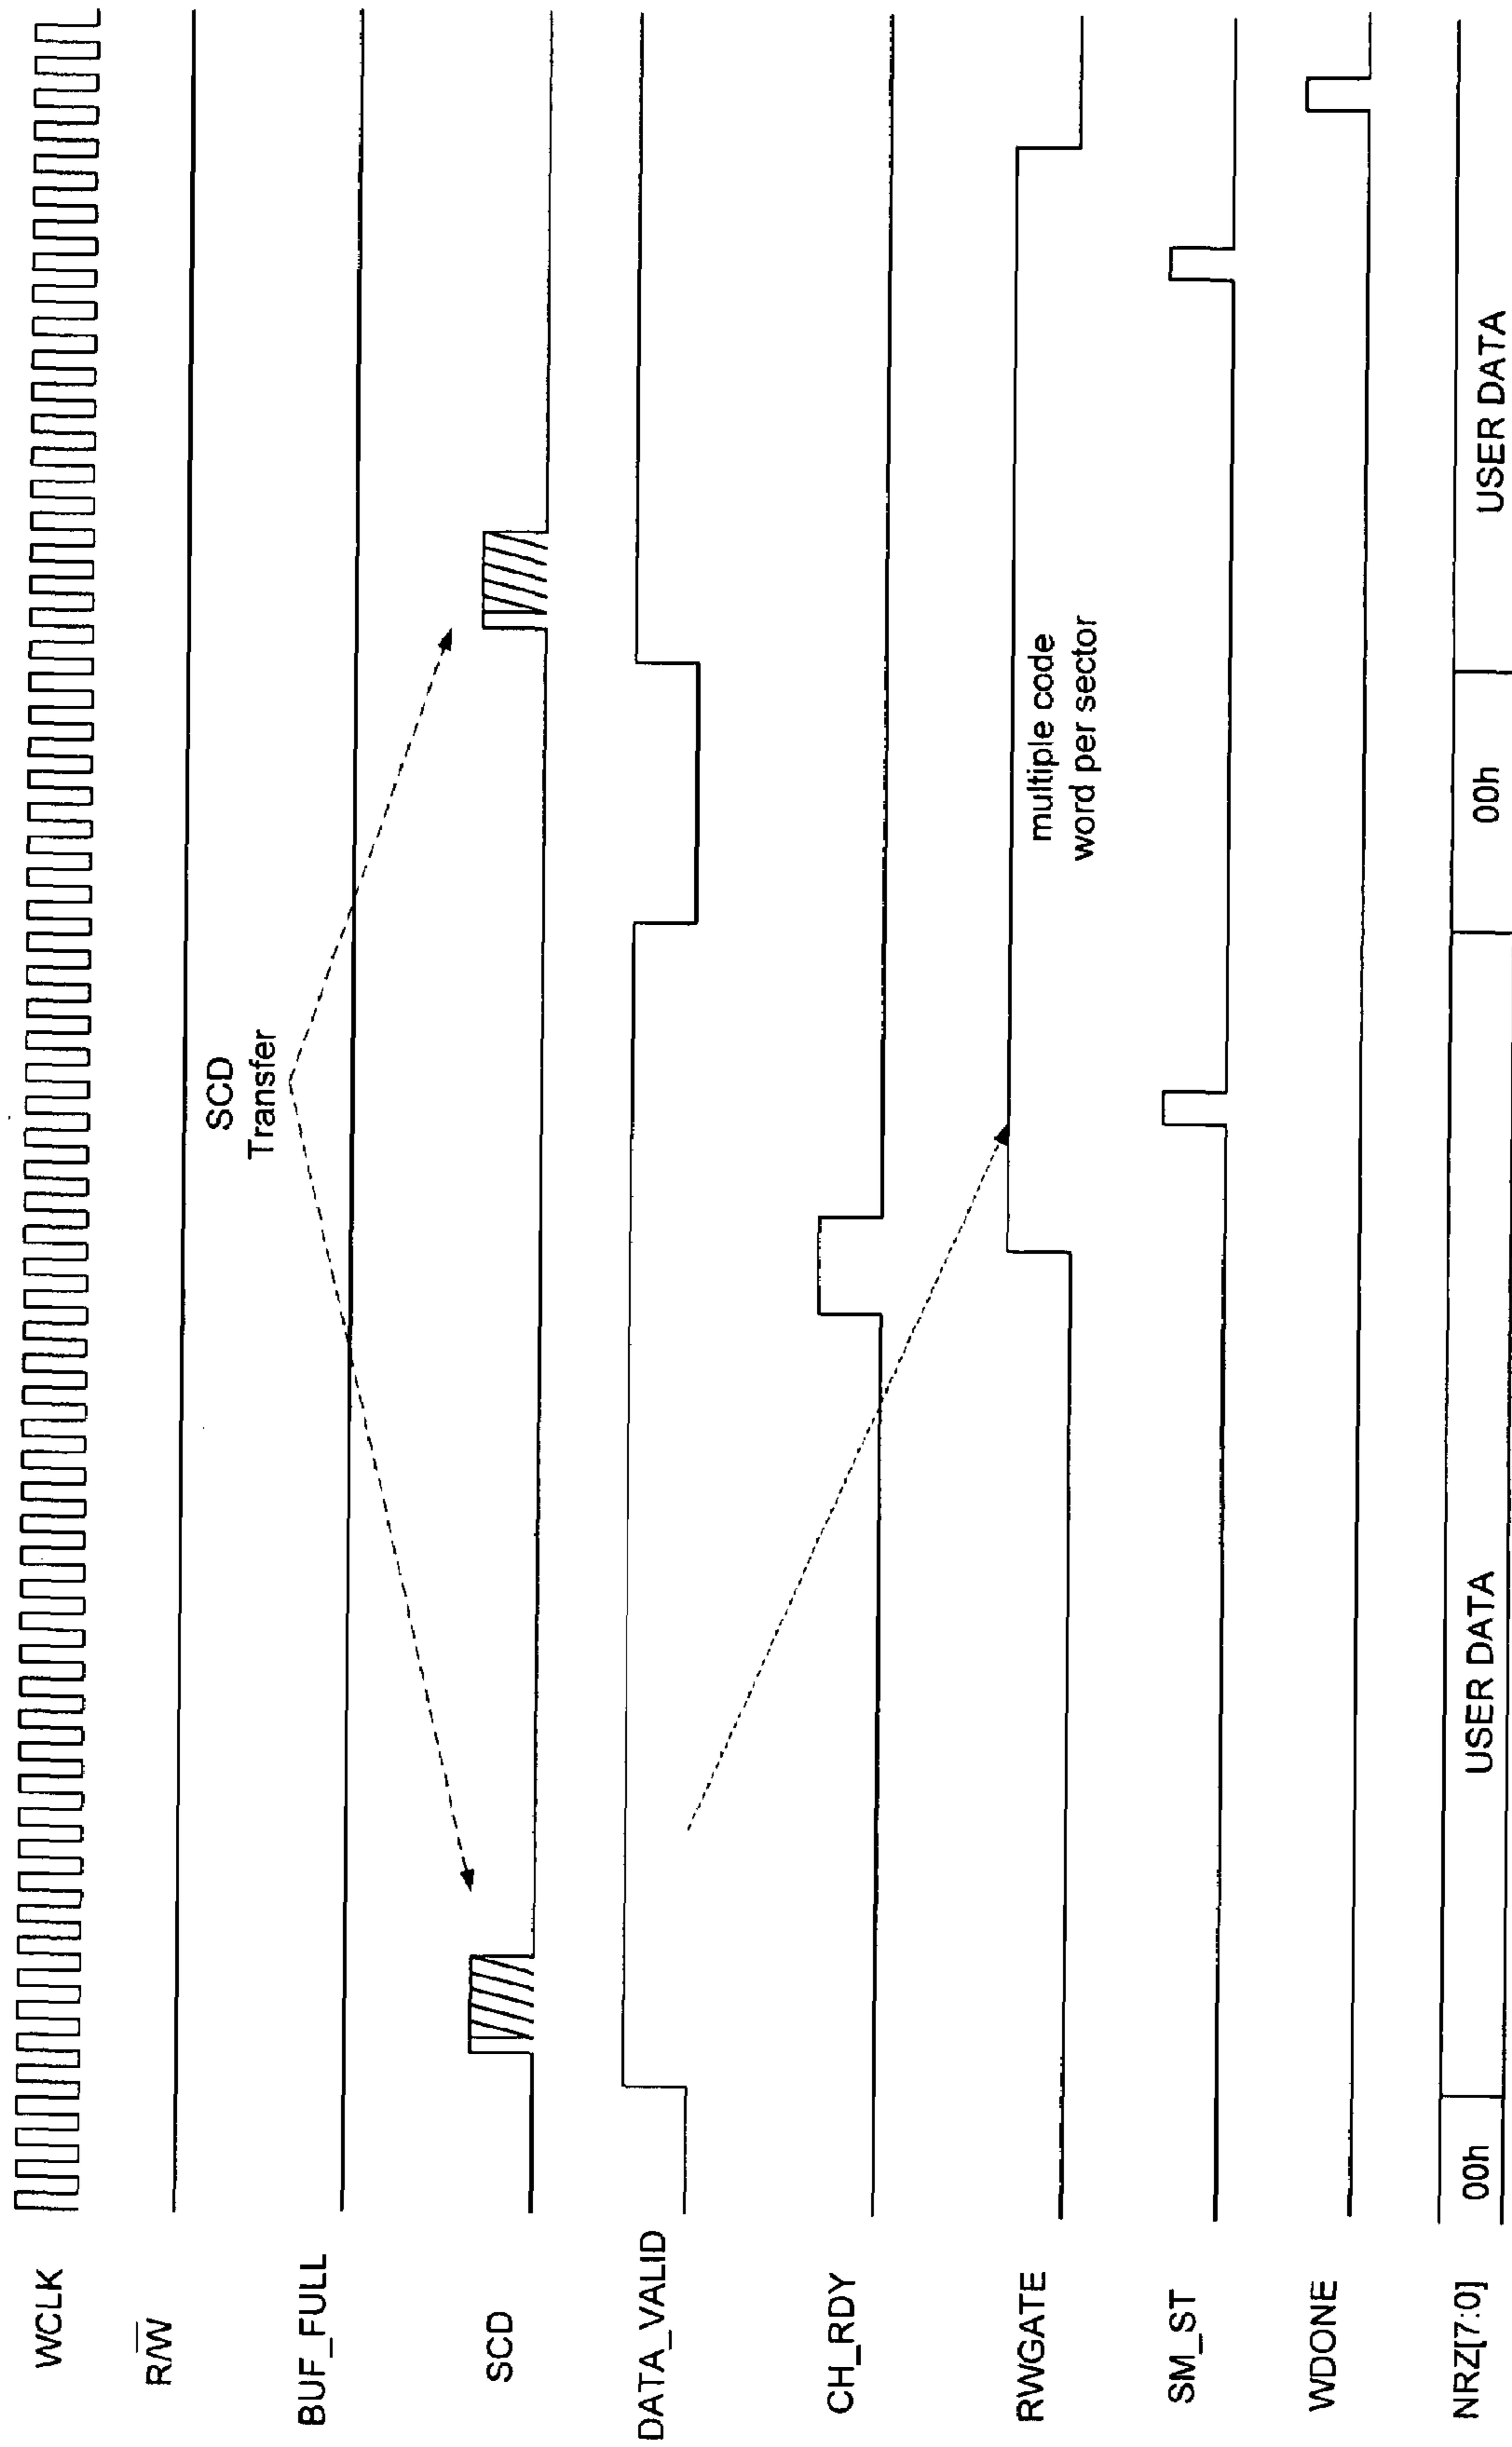 WCLK
R/W̅
BUF_FULL
SCD
DATA_VALID
CH_RDY
RWGATE
SM_ST
WDONE
NRZ[7:0]
SCD
Transfer
multiple code
word per sector
00h
USER DATA
00h
USER DATA